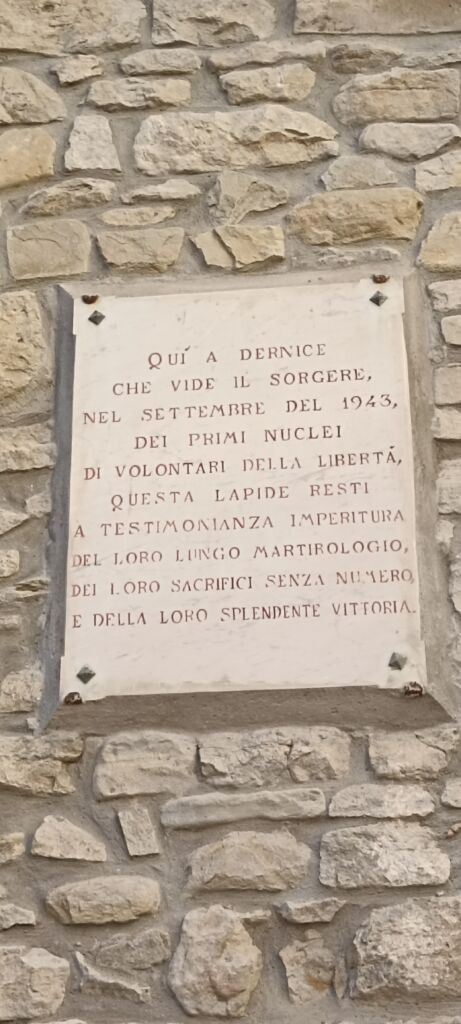 QUÍ A DERNICE
CHE VIDE IL SORGERE,
NEL SETTEMBRE DEL 1943,
DEI PRIMI NUCLEI
DI VOLONTARI DELLA LIBERTÁ,
QUESTA LAPIDE RESTI
A TESTIMONIANZA IMPERITURA
DEL LORO LUNGO MARTIROLOGIO,
DEI LORO SACRIFICI SENZA NUMERO,
E DELLA LORO SPLENDENTE VITTORIA.